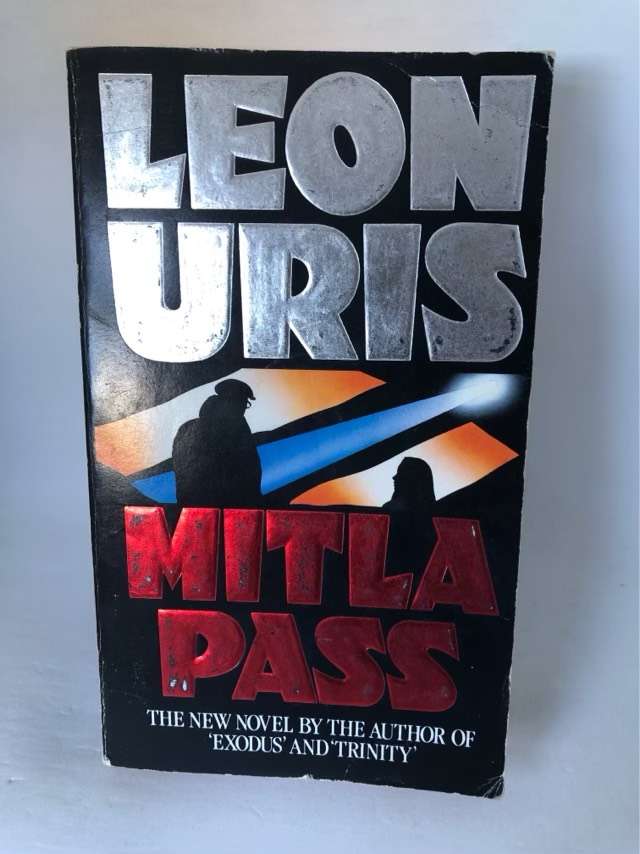 LEON
URIS
MITLA
PASS
THE NEW NOVEL BY THE AUTHOR OF
'EXODUS' AND 'TRINITY'